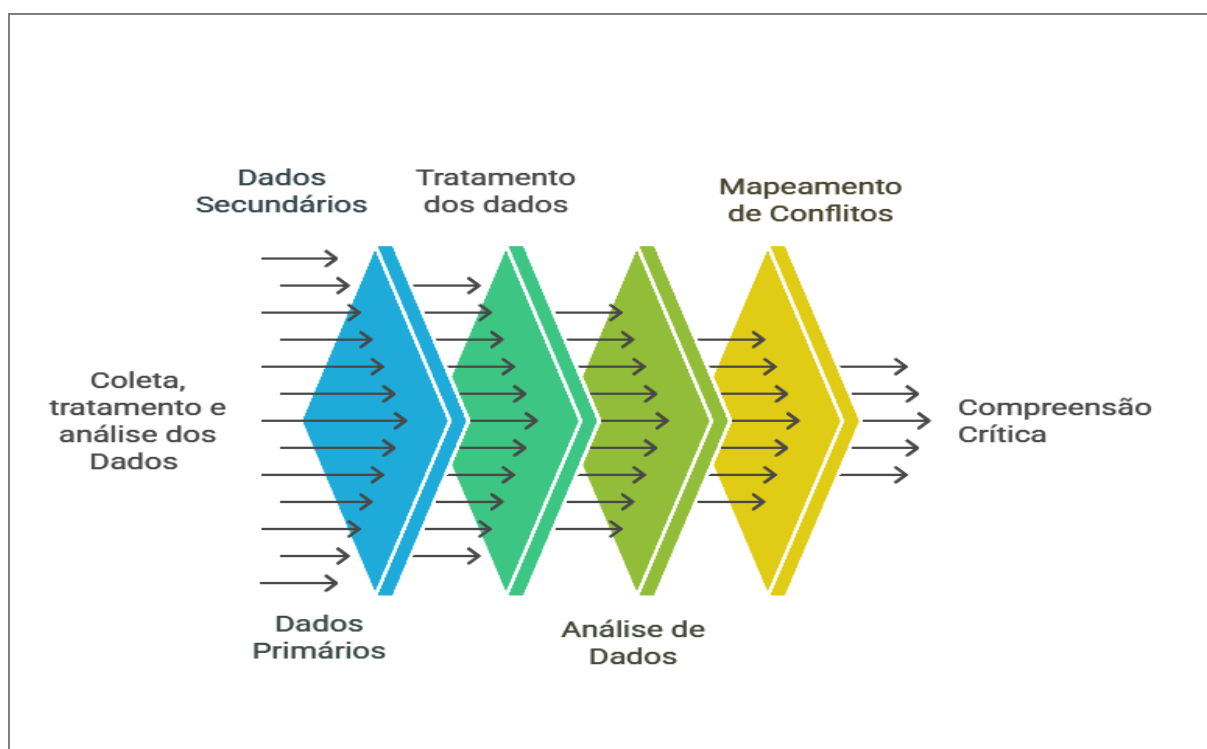 Dados
Secundários
Tratamento
dos dados
Mapeamento
de Conflitos
Coleta,
tratamento e
análise dos
Dados
Compreensão
Crítica
Dados
Primários
Análise de
Dados